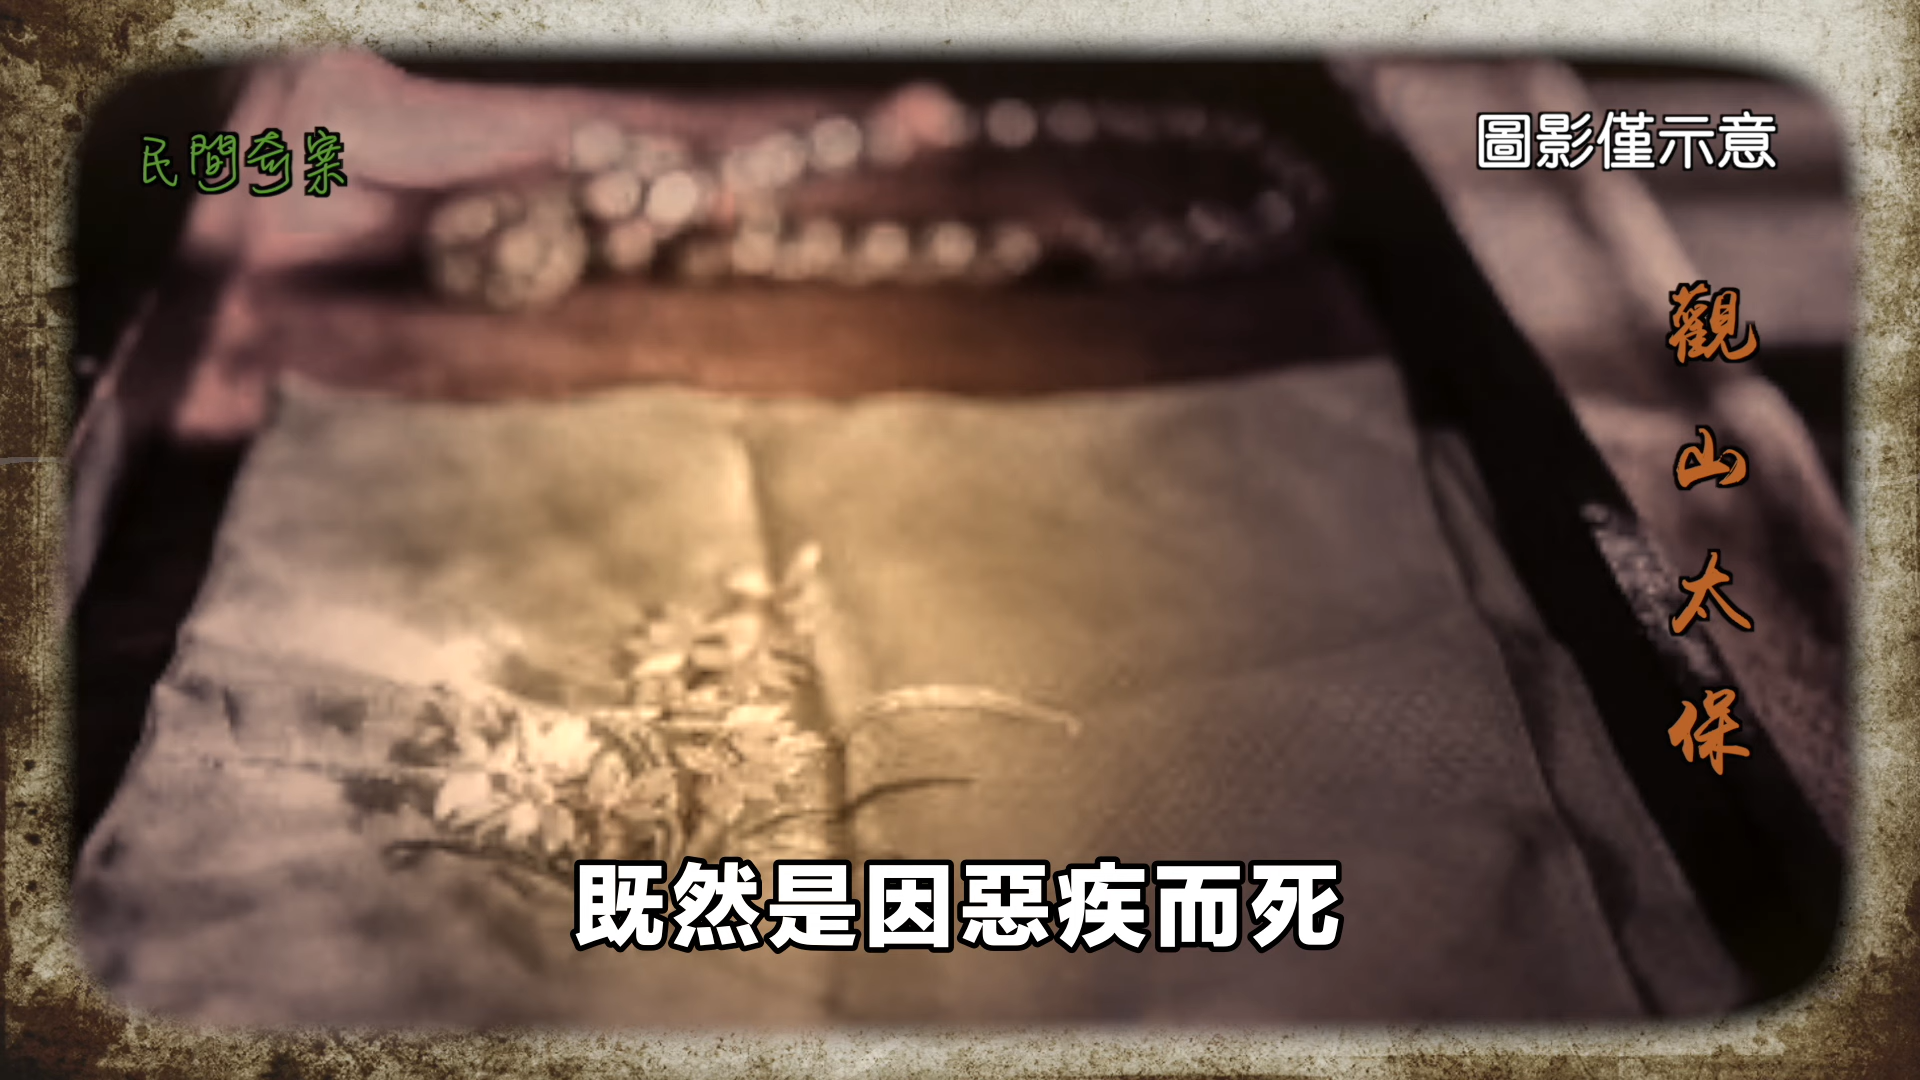 民間奇案
圖影僅示意
觀山太保
既然是因惡疾而死